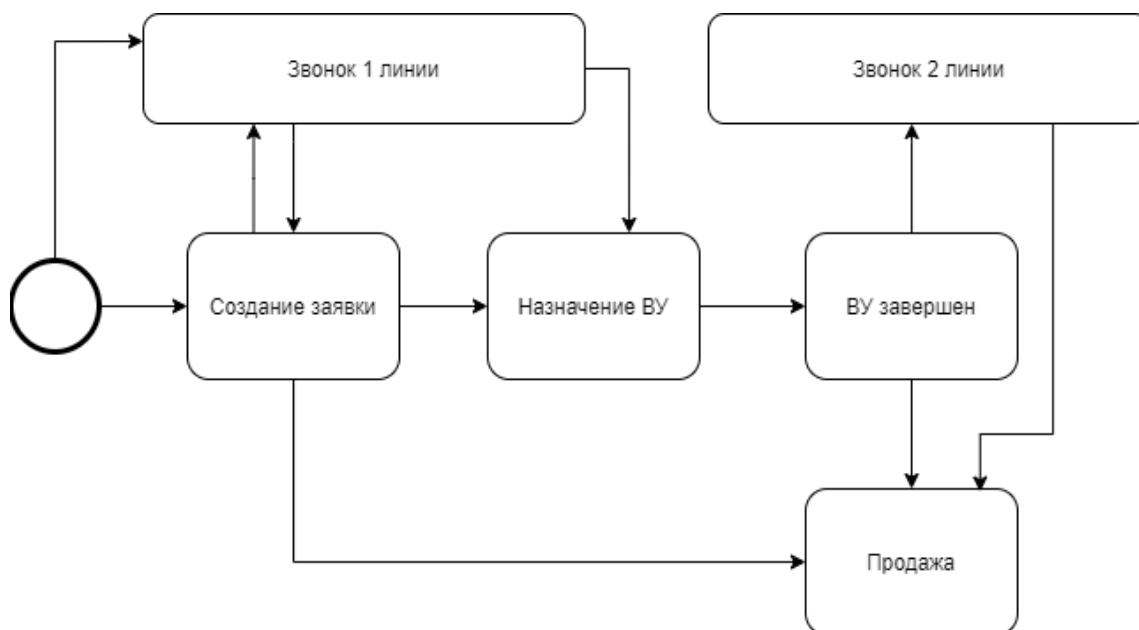 Звонок 1 линии
Звонок 2 линии
Создание заявки
Назначение ВУ
ВУ завершен
Продажа